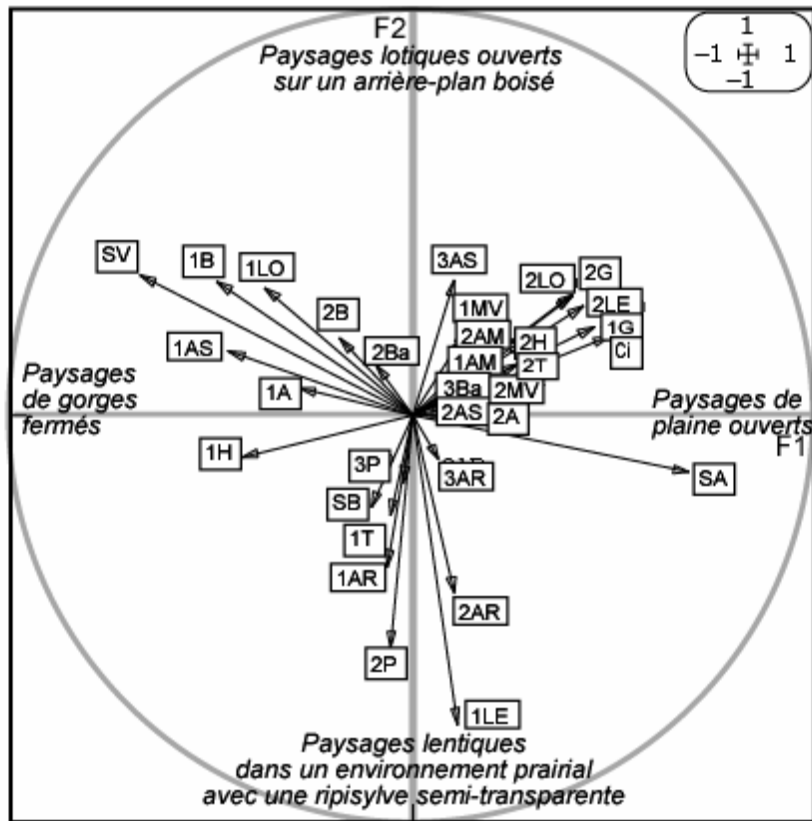 F2
Paysages lotiques ouverts
sur un arrière-plan boisé
1
−1 1
−1
SV
1B
1LO
3AS
2LO
2G
2B
1MV
2LE
1AS
2Ba
2AM
2H
1G
1AM
2T
Ci
Paysages
de gorges
fermés
1A
3Ba
2MV
Paysages de
plaine ouverts
2AS
2A
F1
1H
3P
3AR
SA
SB
1T
1AR
2AR
2P
1LE
Paysages lentiques
dans un environnement prairial
avec une ripisylve semi-transparente